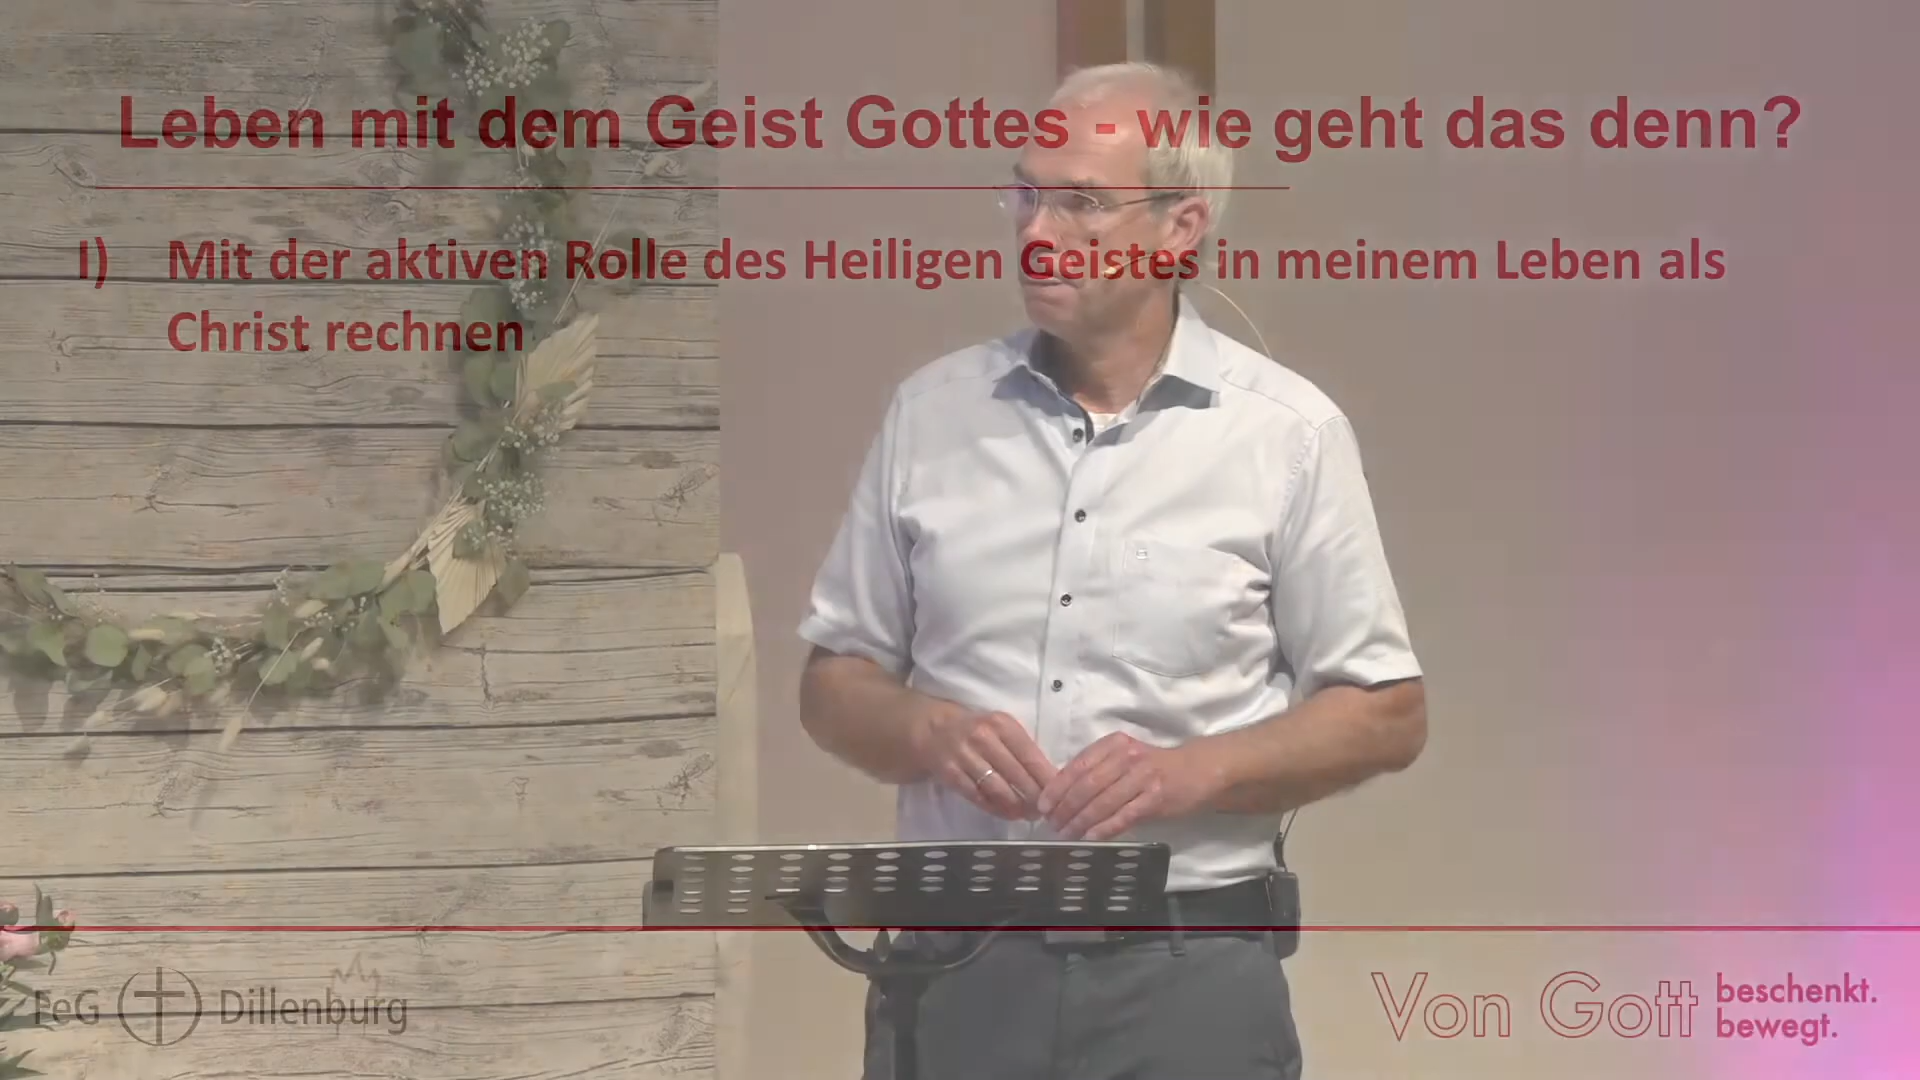 Leben mit dem Geist Gottes - wie geht das denn?
I) Mit der aktiven Rolle des Heiligen Geistes in meinem Leben als
Christ rechnen
FeG Dillenburg
Von Gott beschenkt.
bewegt.